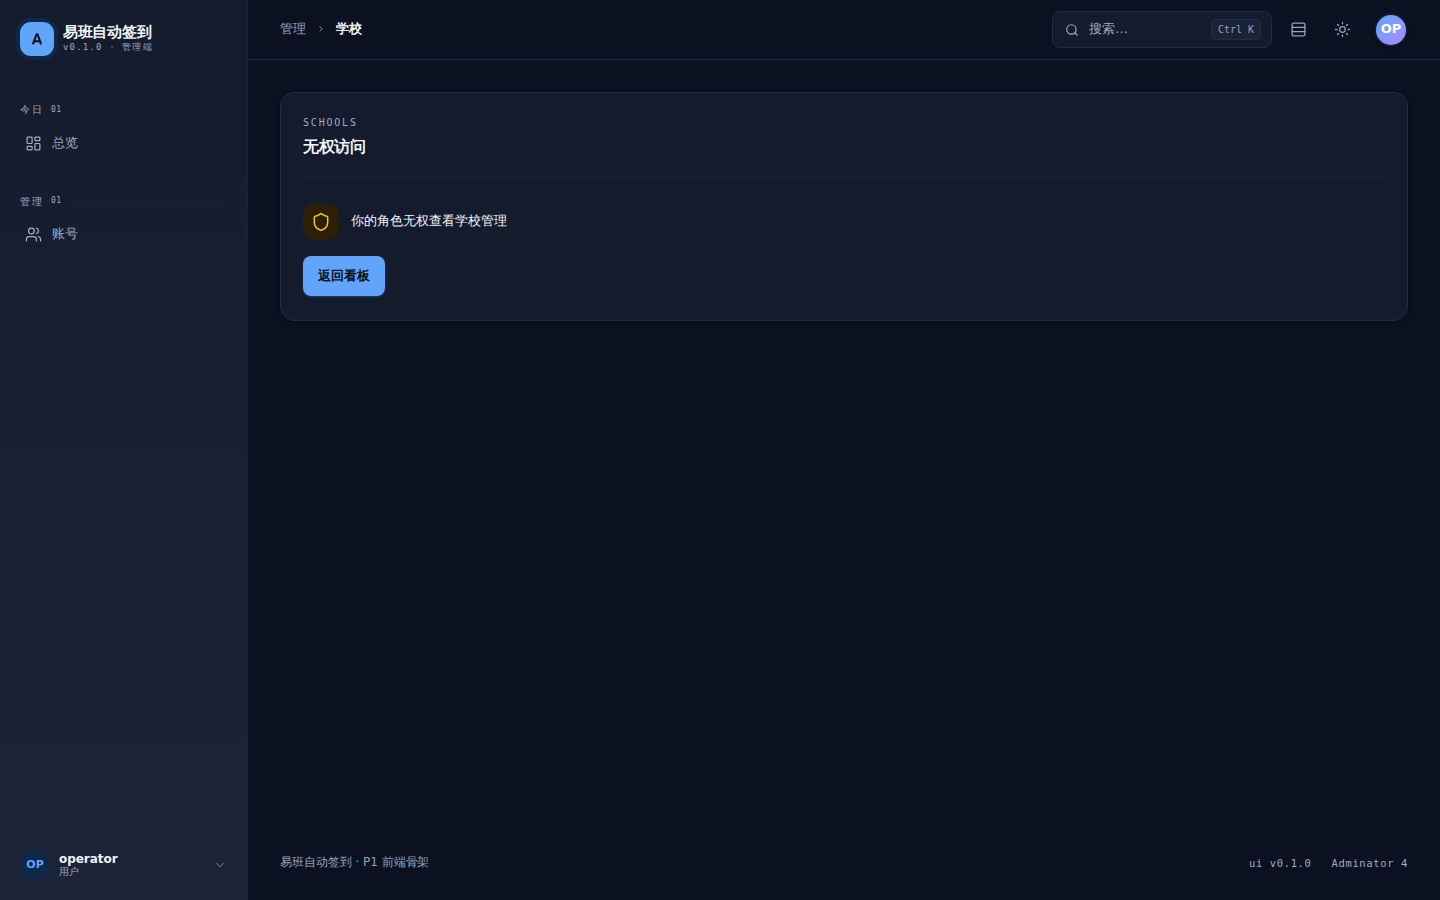 A
易班自动签到
v0.1.0 · 管理端
今日 01
总览
管理 01
账号
OP
operator
用户
管理 › 学校
搜索...
Ctrl K
OP
SCHOOLS
无权访问
你的角色无权查看学校管理
返回看板
易班自动签到 · P1 前端骨架
ui v0.1.0 Adminator 4